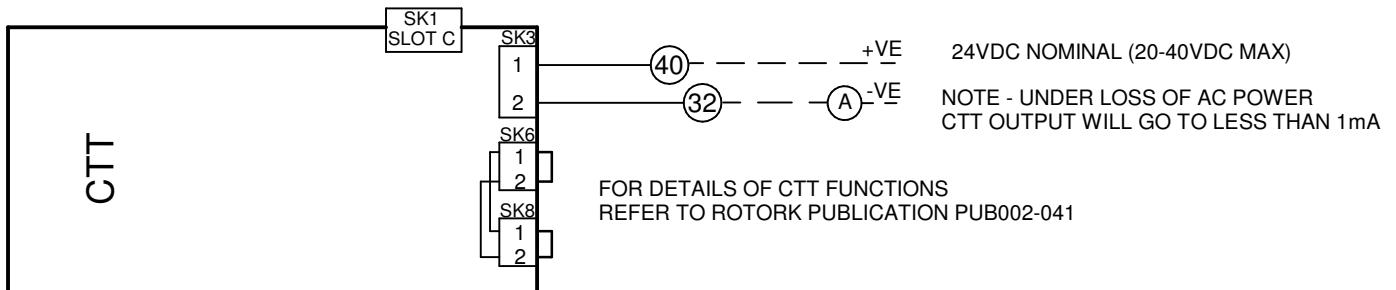 SK1
SLOT C
SK3
1
40
+VE
24VDC NOMINAL (20-40VDC MAX)
2
32
A
-VE
NOTE - UNDER LOSS OF AC POWER
CTT OUTPUT WILL GO TO LESS THAN 1mA
CTT
SK6
1
2
FOR DETAILS OF CTT FUNCTIONS
REFER TO ROTORK PUBLICATION PUB002-041
SK8
1
2